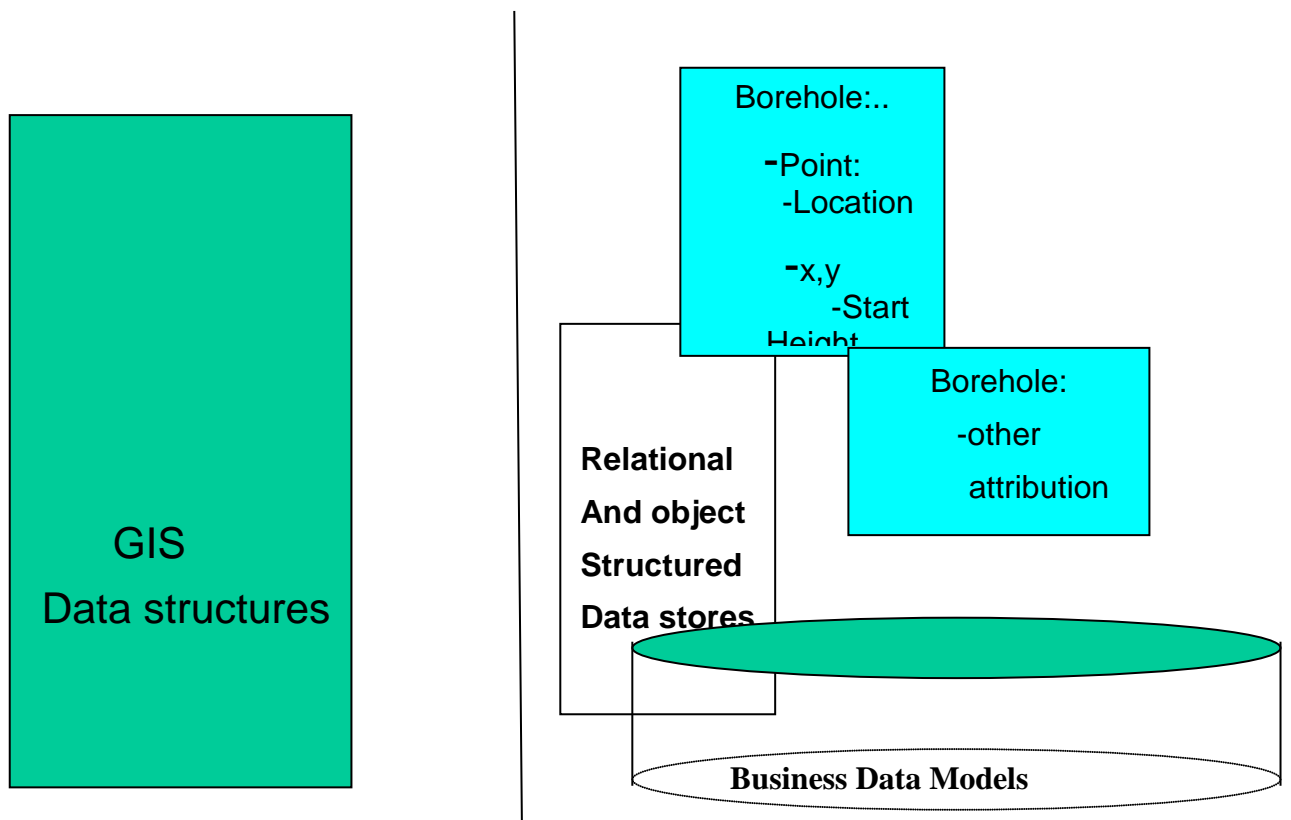 GIS
Data structures
Borehole:..
-Point:
-Location
-x,y
-Start
Height
Borehole:
-other
attribution
Relational
And object
Structured
Data stores
Business Data Models